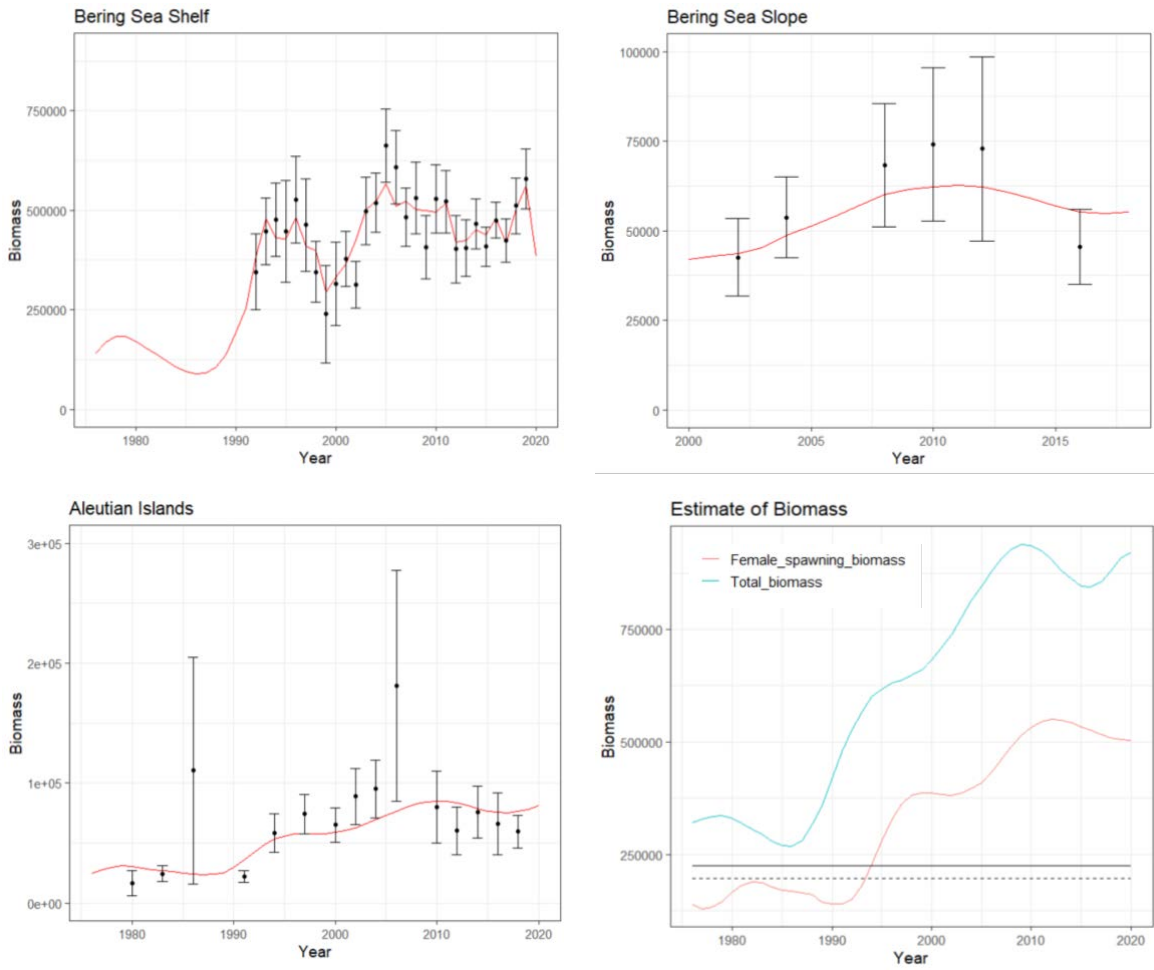 Bering Sea Shelf
750000
500000
250000
0
Biomass
1980 1990 2000 2010 2020
Year
Bering Sea Slope
100000
75000
50000
25000
0
Biomass
2000 2005 2010 2015
Year
Aleutian Islands
3e+05
2e+05
1e+05
0e+00
Biomass
1980 1990 2000 2010 2020
Year
Estimate of Biomass
Female_spawning_biomass
Total_biomass
750000
500000
250000
Biomass
1980 1990 2000 2010 2020
Year